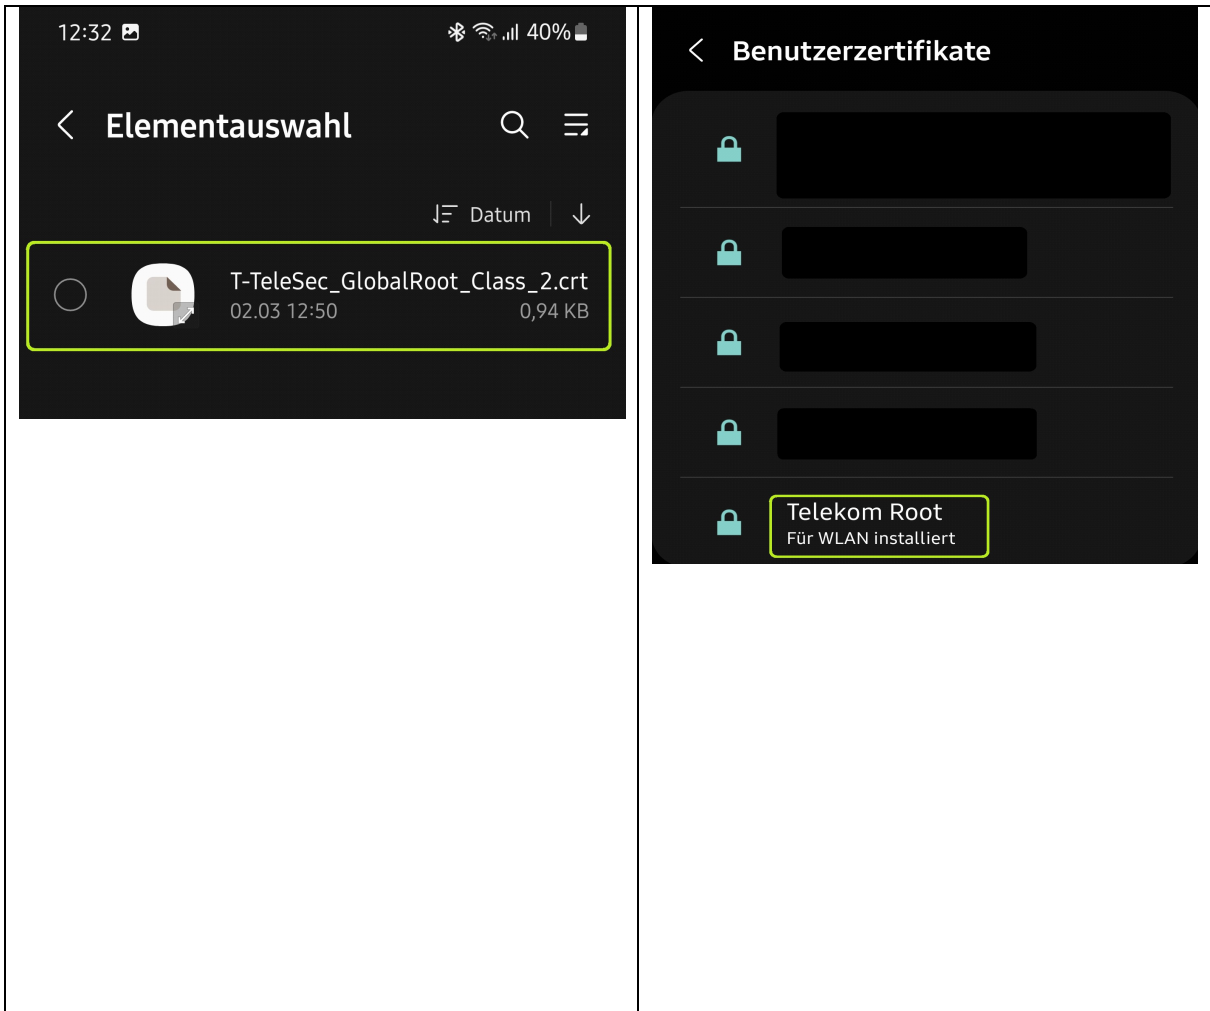 12:32 40%
Elementauswahl
Datum
T-TeleSec_GlobalRoot_Class_2.crt
02.03 12:50 0,94 KB
Benutzerzertifikate
Telekom Root
Für WLAN installiert